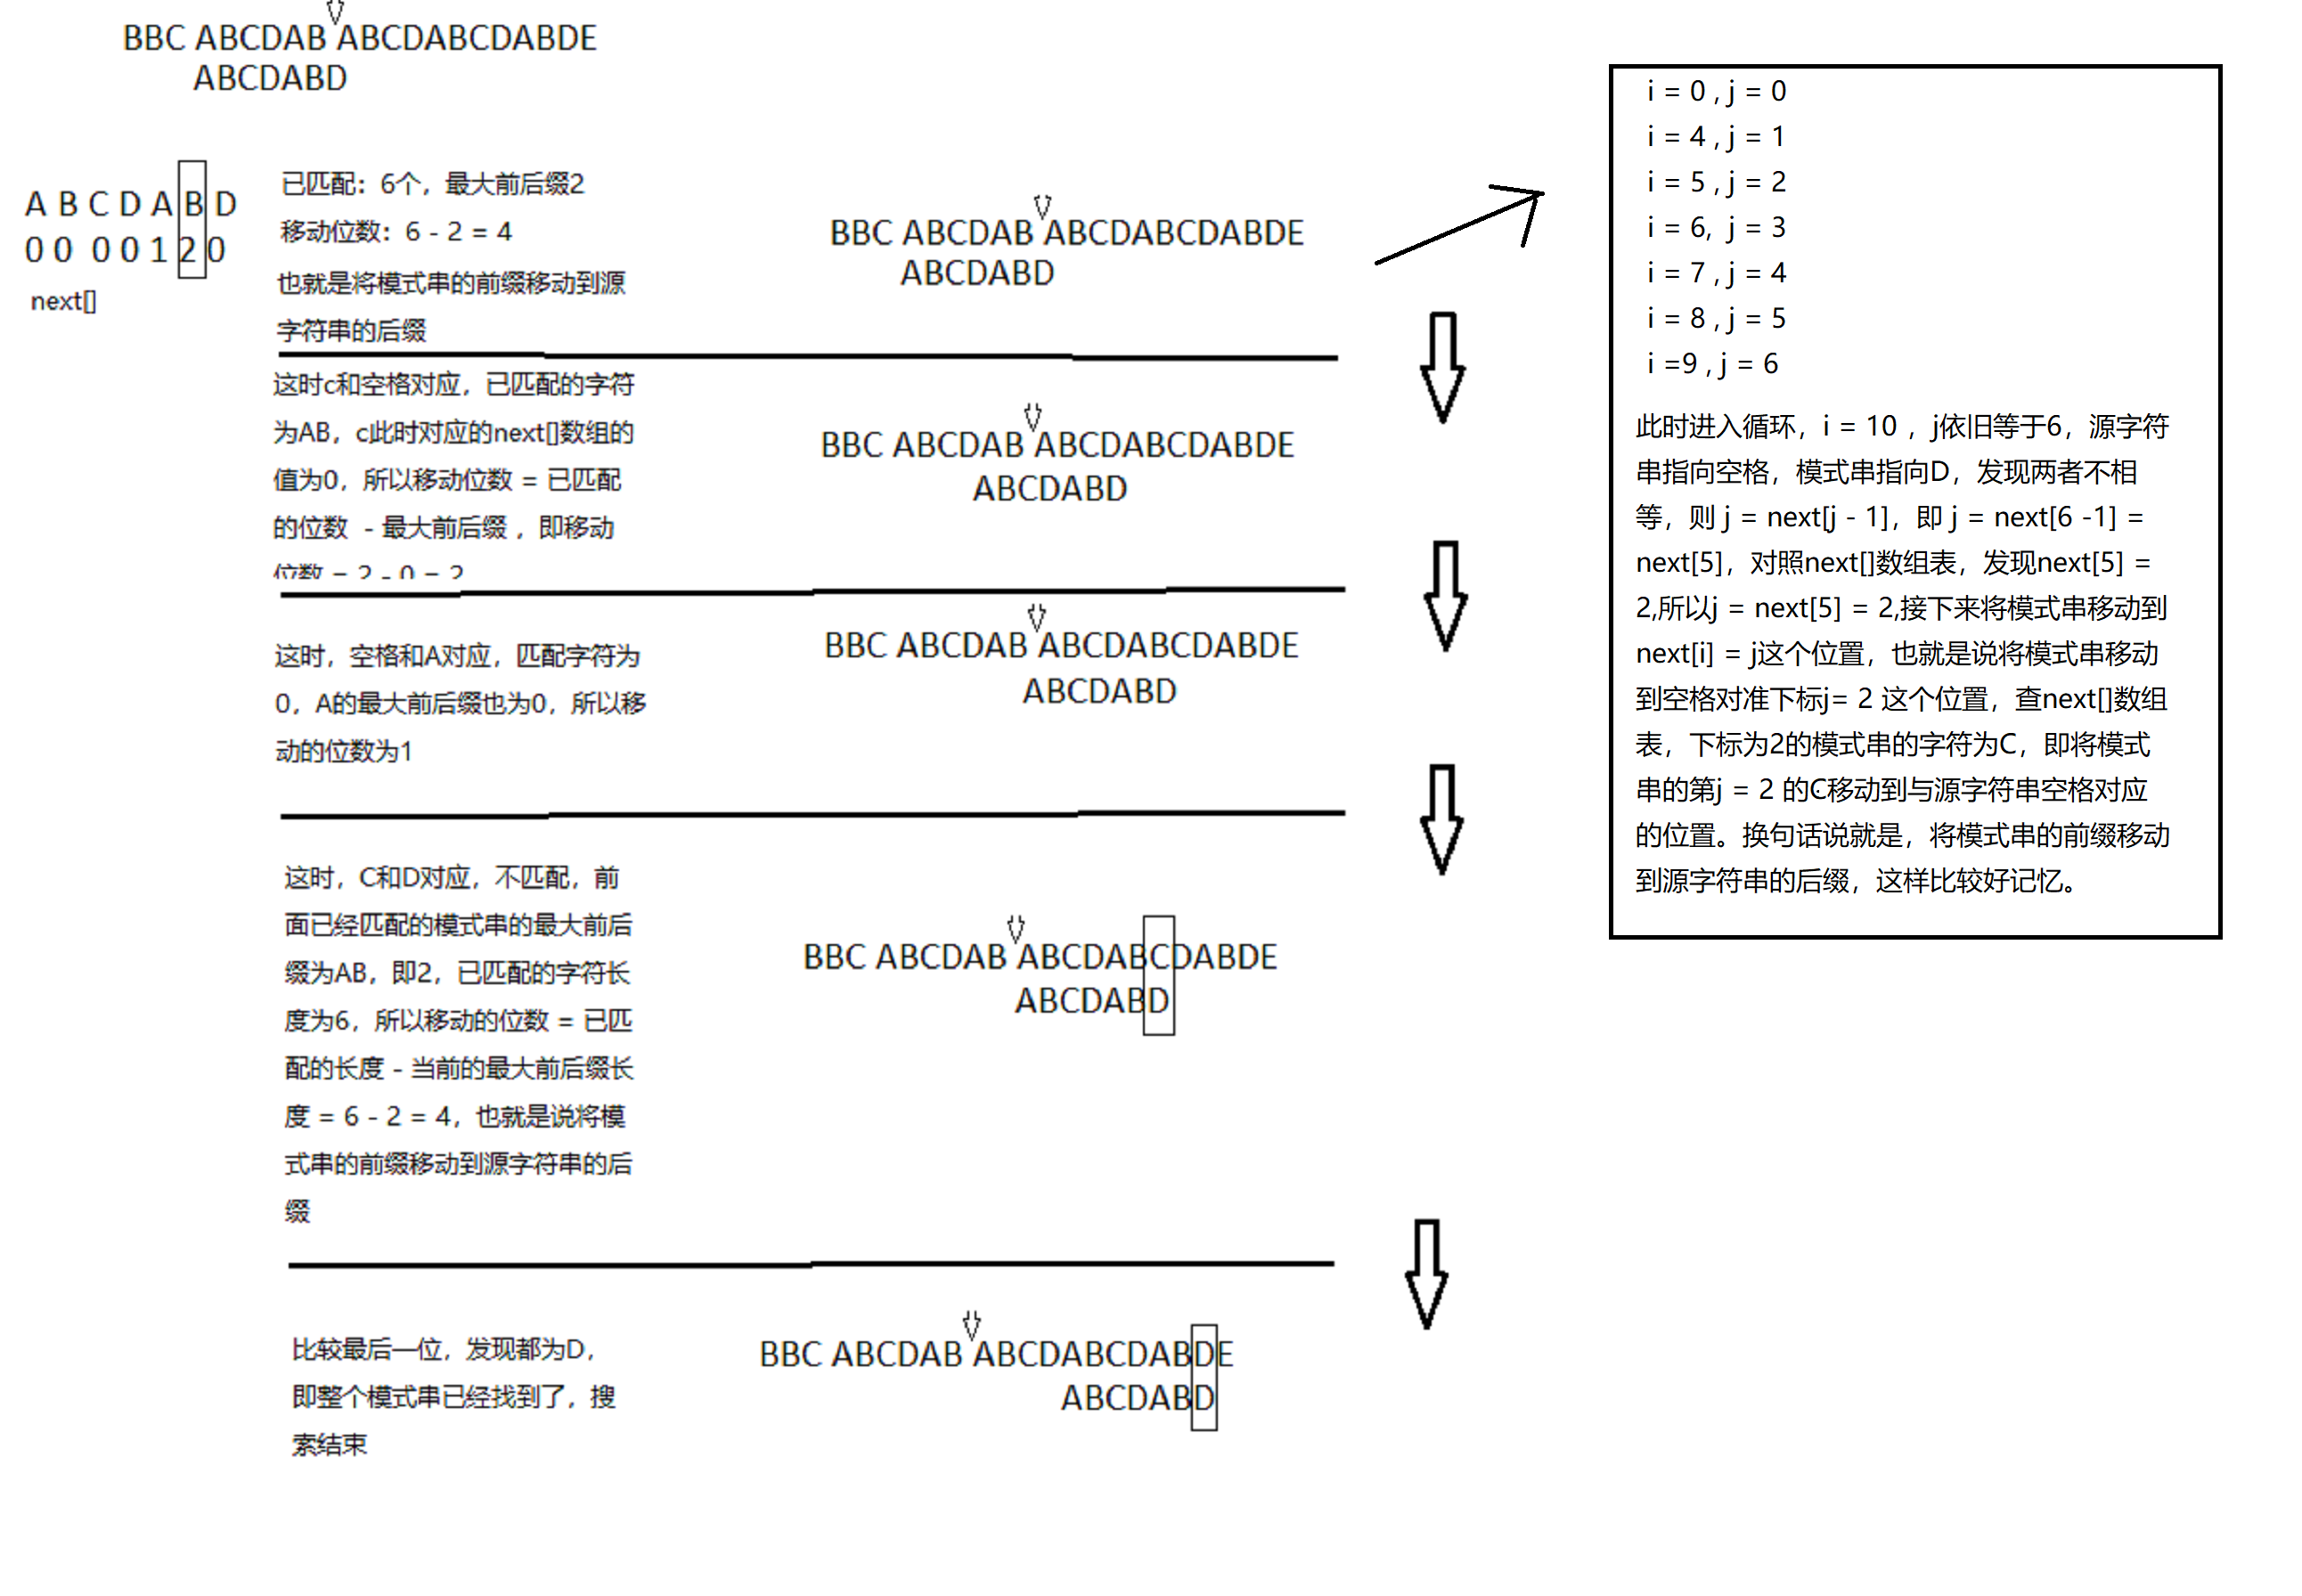 BBC ABCDAB ABCDABCDABDE
ABCDABD
A B C D A B D
0 0 0 0 1 2 0
next[]
已匹配：6个，最大前后缀2
移动位数：6 - 2 = 4
也就是将模式串的前缀移动到源
字符串的后缀
BBC ABCDAB ABCDABCDABDE
ABCDABD
这时c和空格对应，已匹配的字符
为AB，c此时对应的next[]数组的
值为0，所以移动位数 = 已匹配
的位数 - 最大前后缀 ，即移动
位数 = 2 - 0 = 2
BBC ABCDAB ABCDABCDABDE
ABCDABD
这时，空格和A对应，匹配字符为
0，A的最大前后缀也为0，所以移
动的位数为1
BBC ABCDAB ABCDABCDABDE
ABCDABD
这时，C和D对应，不匹配，前
面已经匹配的模式串的最大前后
缀为AB，即2，已匹配的字符长
度为6，所以移动的位数 = 已匹
配的长度 - 当前的最大前后缀长
度 = 6 - 2 = 4，也就是说将模
式串的前缀移动到源字符串的后
缀
BBC ABCDAB ABCDABCDABDE
ABCDABD
比较最后一位，发现都为D，
即整个模式串已经找到了，搜
索结束
BBC ABCDAB ABCDABCDABDE
ABCDABD
i = 0 , j = 0
i = 4 , j = 1
i = 5 , j = 2
i = 6, j = 3
i = 7 , j = 4
i = 8 , j = 5
i =9 , j = 6
此时进入循环，i = 10 ，j依旧等于6，源字符
串指向空格，模式串指向D，发现两者不相
等，则 j = next[j - 1]，即 j = next[6 -1] =
next[5]，对照next[]数组表，发现next[5] =
2,所以j = next[5] = 2,接下来将模式串移动到
next[i] = j这个位置，也就是说将模式串移动
到空格对准下标j= 2 这个位置，查next[]数组
表，下标为2的模式串的字符为C，即将模式
串的第j = 2 的C移动到与源字符串空格对应
的位置。换句话说就是，将模式串的前缀移动
到源字符串的后缀，这样比较好记忆。